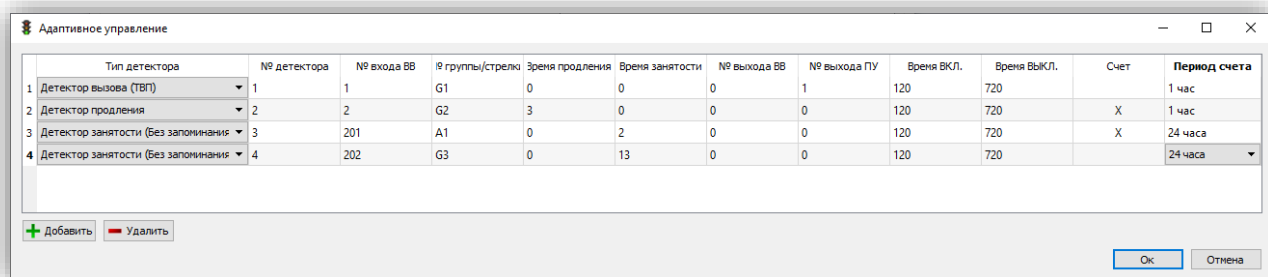 Адаптивное управление
Тип детектора № детектора № входа ВВ № группы/стрелки Время продления Время занятости № выхода ВВ № выхода ПУ Время ВКЛ. Время ВЫКЛ. Счет Период счета
1 Детектор вызова (ТВП) 1 1 G1 0 0 0 1 120 720 1 час
2 Детектор продления 2 2 G2 3 0 0 0 120 720 X 1 час
3 Детектор занятости (Без запоминания 3 201 A1 0 2 0 0 120 720 X 24 часа
4 Детектор занятости (Без запоминания 4 202 G3 0 13 0 0 120 720 24 часа
Добавить Удалить
Ок Отмена